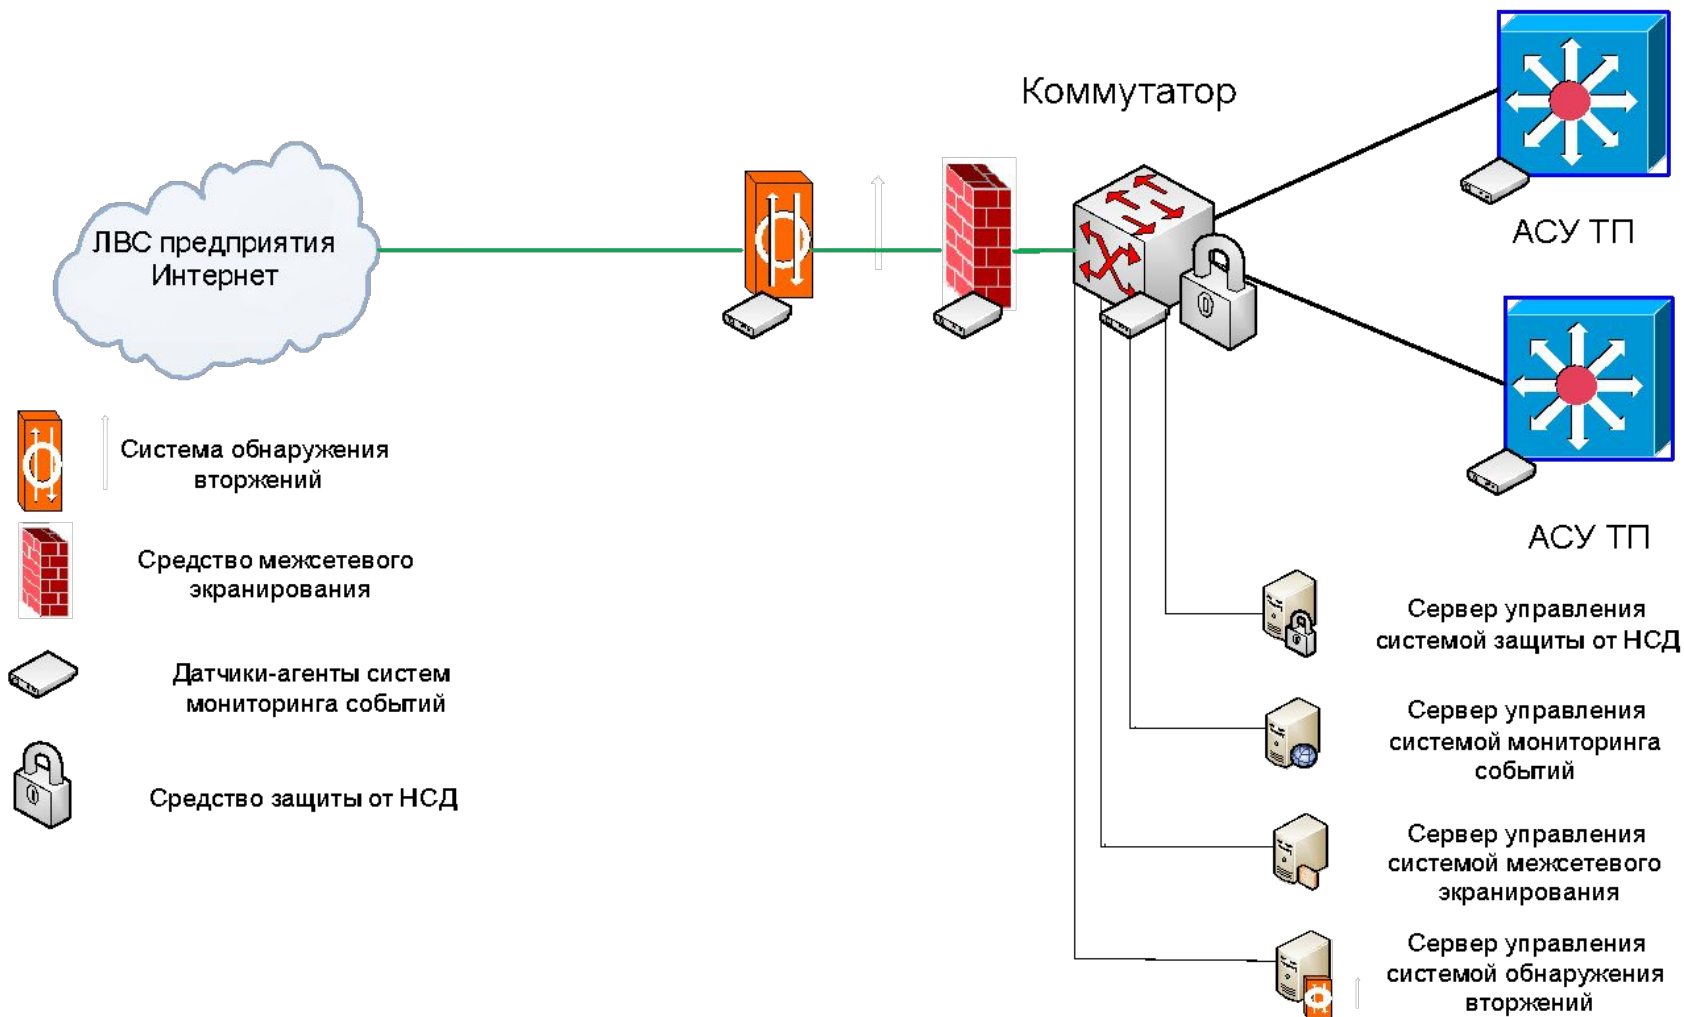 Коммутатор
АСУ ТП
ЛВС предприятия
Интернет
АСУ ТП
Система обнаружения
вторжений
Средство межсетевого
экранирования
Датчики-агенты систем
мониторинга событий
Средство защиты от НСД
Сервер управления
системой защиты от НСД
Сервер управления
системой мониторинга
событий
Сервер управления
системой межсетевого
экранирования
Сервер управления
системой обнаружения
вторжений